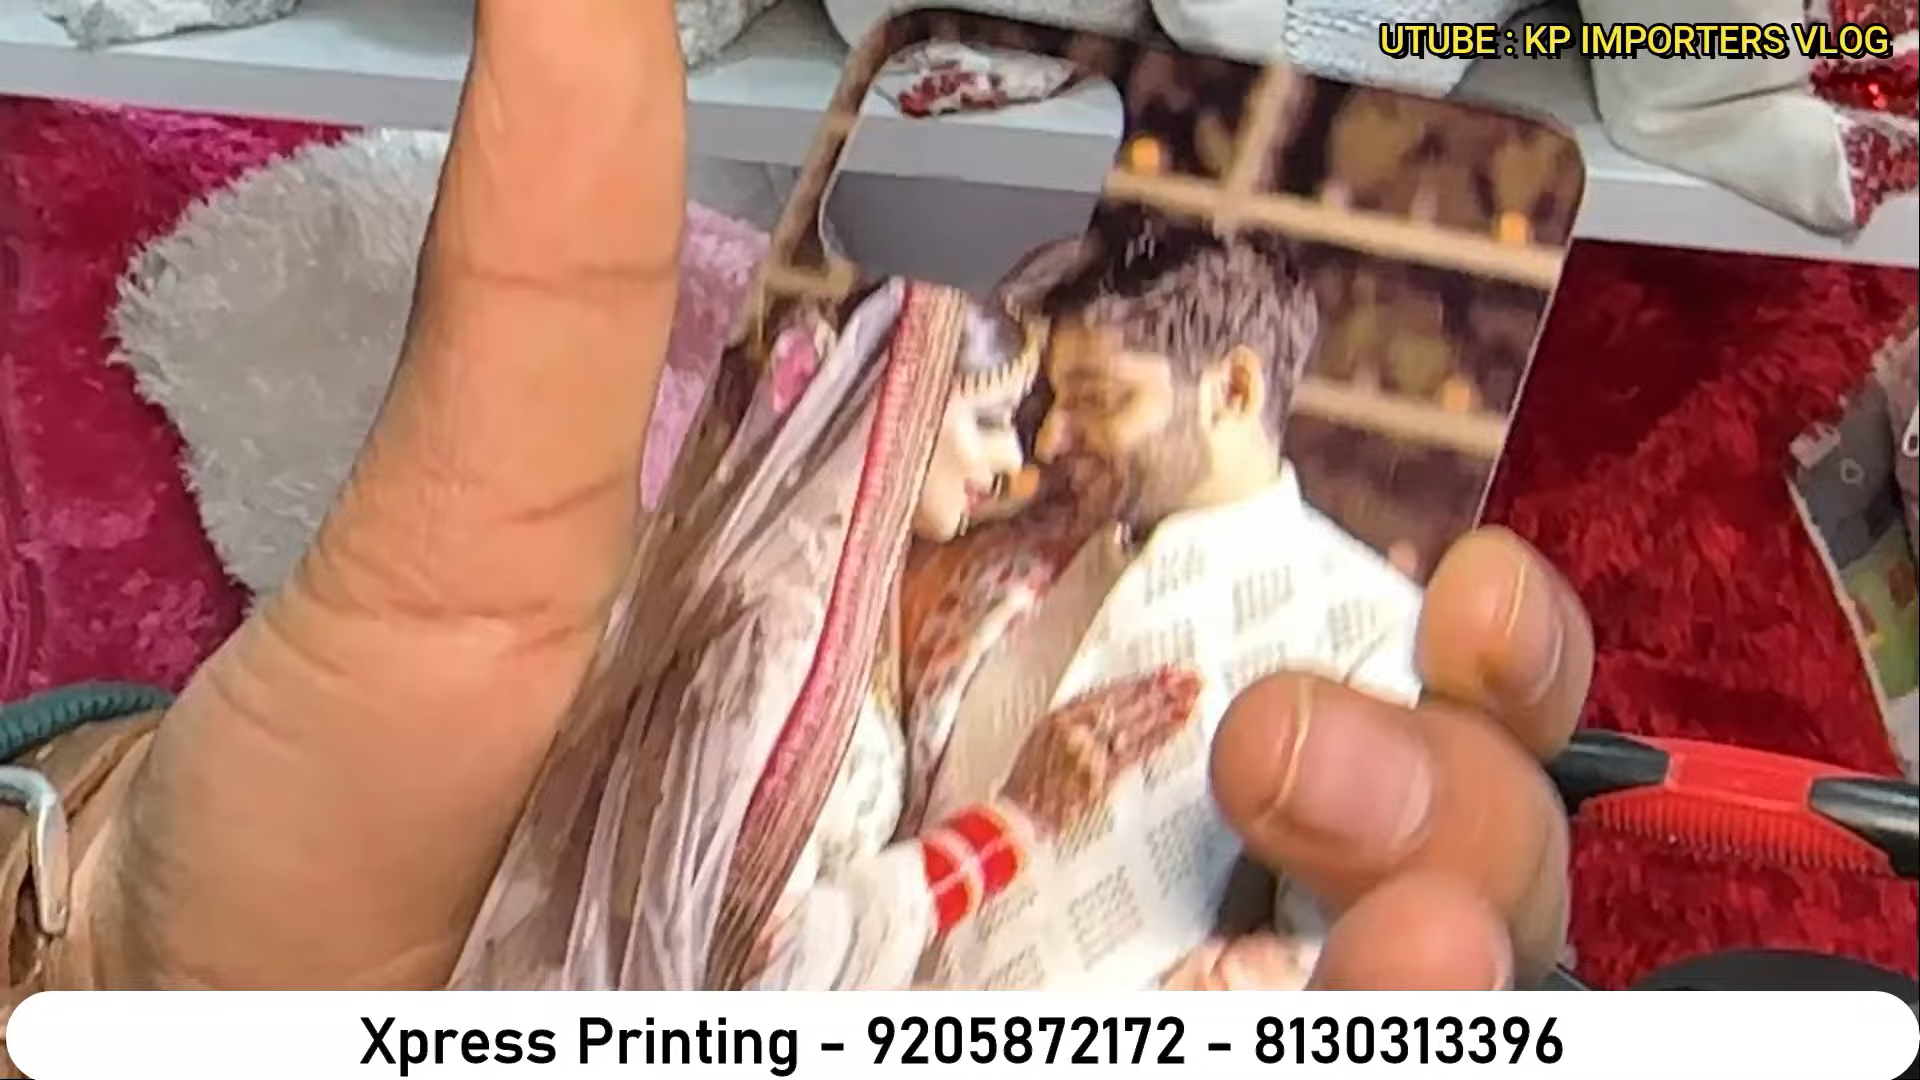 UTUBE : KP IMPORTERS VLOG
Xpress Printing - 9205872172 - 8130313396